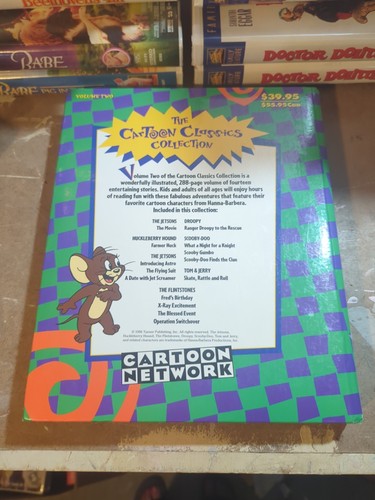 Beethoven's 2nd
BABE
BABE
FAMILY
DOCTOR DOLITTLE
DOCTOR DOLITTLE
VOLUME TWO
$39.95
THE
CARTOON CLASSICS
COLLECTION
Volume Two of the Cartoon Classics Collection is a
wonderfully illustrated, 288-page volume of fourteen
entertaining stories. Kids and adults of all ages will enjoy hours
of reading fun with these fabulous adventures that feature their
favorite cartoon characters from Hanna-Barbera.
Included in this collection:
THE JETSONS
The Movie
HUCKLEBERRY HOUND
Farmer Huck
THE JETSONS
Introducing Astro
The Flying Suit
A Date with Jet Screamer
THE FLINTSTONES
Fred's Birthday
X-Ray Excitement
The Blessed Event
Operation Switchover
DROOPY
Ranger Droopy to the Rescue
SCOOBY-DOO
What a Night for a Knight
Scooby Gumbo
Scooby-Doo Finds the Clue
TOM & JERRY
Skate, Rattle and Roll
CARTOON
NETWORK